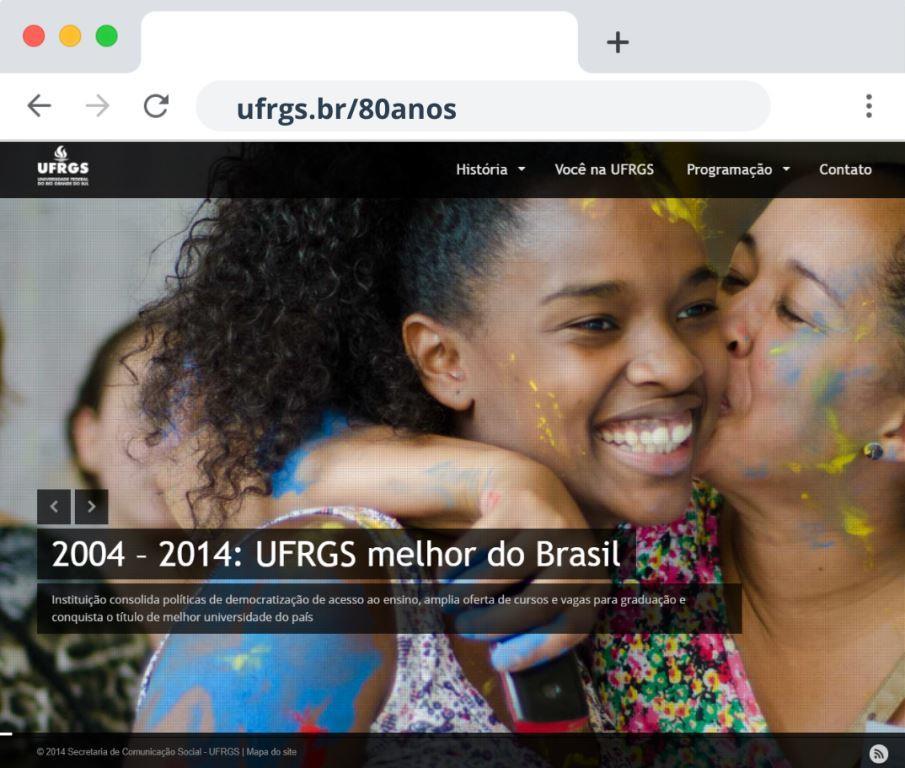 ufrgs.br/80anos
UFRGS
UNIVERSIDADE FEDERAL
DO RIO GRANDE DO SUL
História Você na UFRGS Programação Contato
2004 - 2014: UFRGS melhor do Brasil
Instituição consolida políticas de democratização de acesso ao ensino, amplia oferta de cursos e vagas para graduação e
conquista o título de melhor universidade do país
© 2014 Secretaria de Comunicação Social - UFRGS | Mapa do site